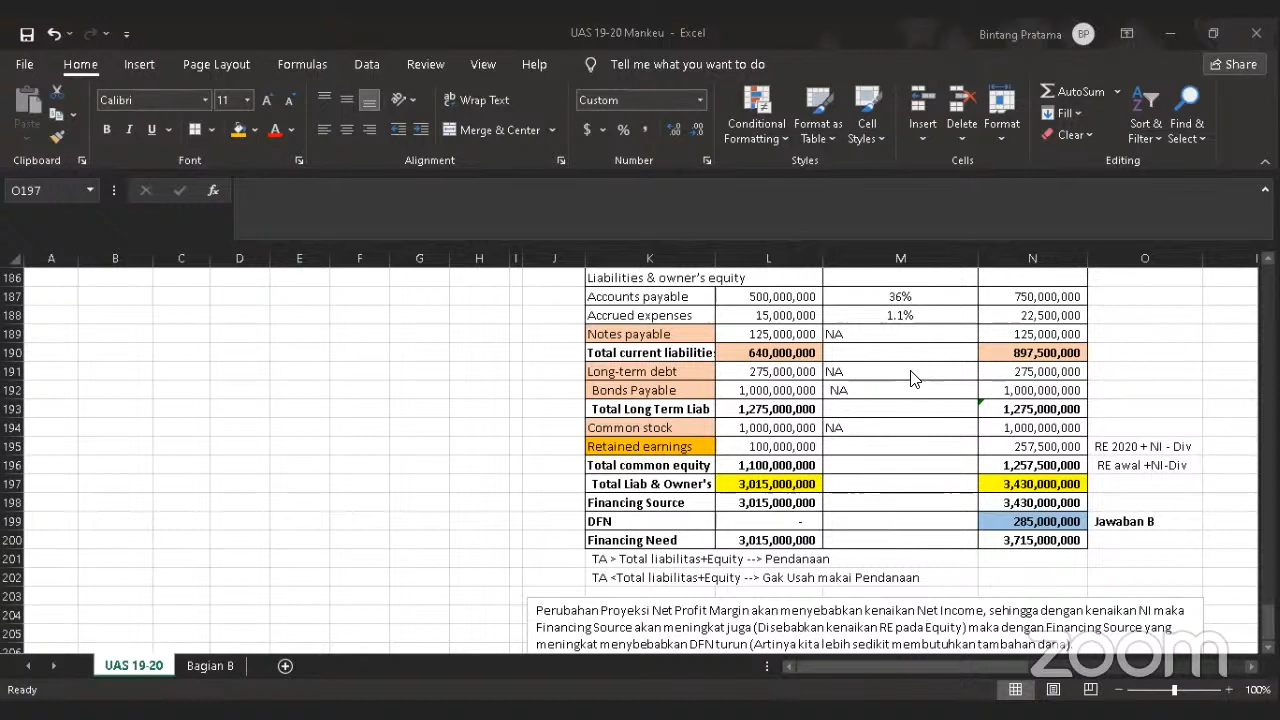 UAS 19-20 Mankeu - Excel
Bintang Pratama BP
File Home Insert Page Layout Formulas Data Review View Help Tell me what you want to do Share
Paste Calibri 11 A A Wrap Text Custom AutoSum
B I U A Merge & Center $ % , Fill Clear
Conditional Formatting Format as Table Cell Styles Insert Delete Format Sort & Filter Find & Select
Clipboard Font Alignment Number Styles Cells Editing
O197 fx
A B C D E F G H I J K L M N O
186 Liabilities & owner's equity
187 Accounts payable 500,000,000 36% 750,000,000
188 Accrued expenses 15,000,000 1.1% 22,500,000
189 Notes payable 125,000,000 NA 125,000,000
190 Total current liabilitie 640,000,000 897,500,000
191 Long-term debt 275,000,000 NA 275,000,000
192 Bonds Payable 1,000,000,000 NA 1,000,000,000
193 Total Long Term Liab 1,275,000,000 1,275,000,000
194 Common stock 1,000,000,000 NA 1,000,000,000
195 Retained earnings 100,000,000 257,500,000 RE 2020 + NI - Div
196 Total common equity 1,100,000,000 1,257,500,000 RE awal +NI-Div
197 Total Liab & Owner's 3,015,000,000 3,430,000,000
198 Financing Source 3,015,000,000 3,430,000,000
199 DFN - 285,000,000 Jawaban B
200 Financing Need 3,015,000,000 3,715,000,000
201 TA > Total liabilitas+Equity --> Pendanaan
202 TA <Total liabilitas+Equity --> Gak Usah makai Pendanaan
203
204 Perubahan Proyeksi Net Profit Margin akan menyebabkan kenaikan Net Income, sehingga dengan kenaikan NI maka
205 Financing Source akan meningkat juga (Disebabkan kenaikan RE pada Equity) maka dengan Financing Source yang
meningkat menybebabkan DFN turun (Artinya kita lebih sedikit membutuhkan tambahan dana).
zoom
UAS 19-20 Bagian B
Ready 100%